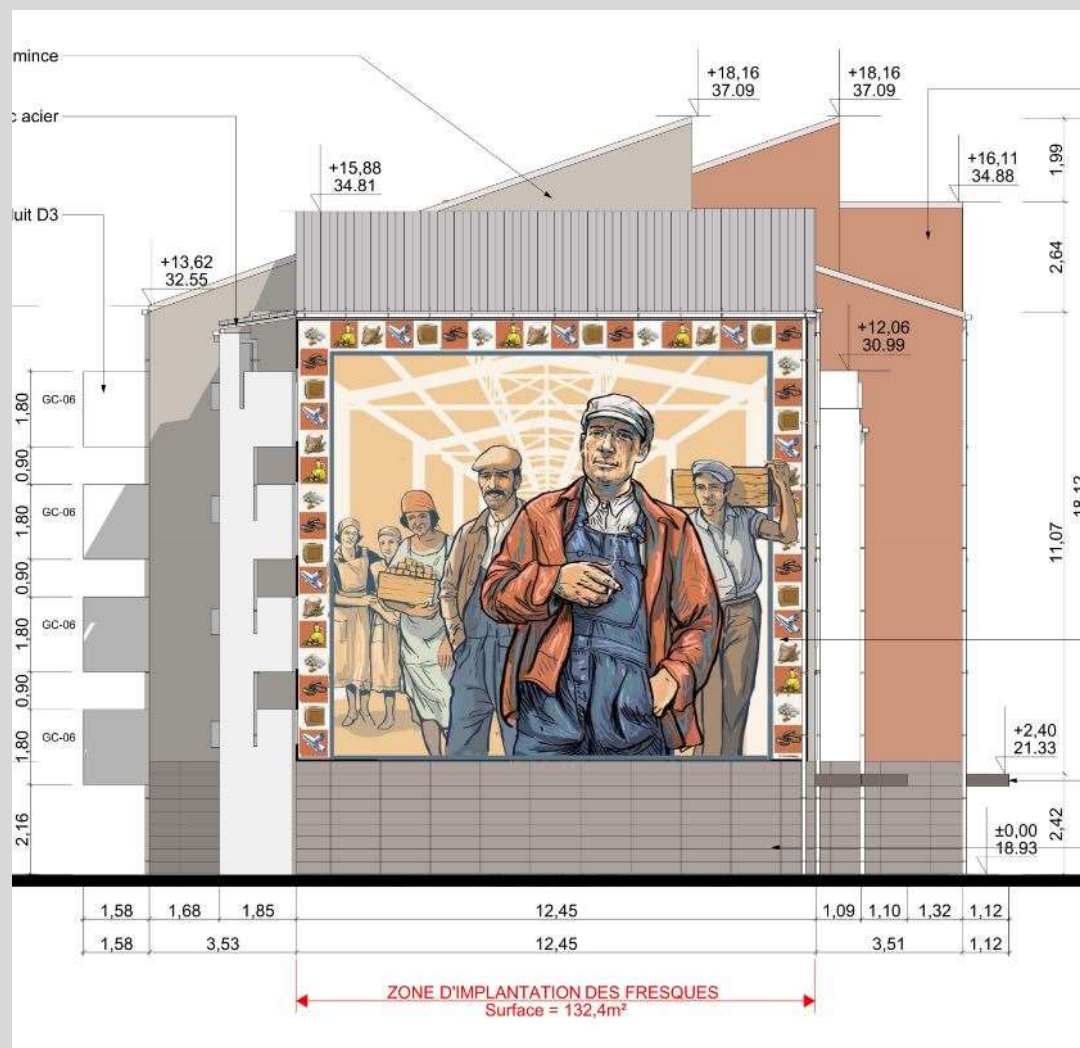 mince
c acier
uit D3
+18,16
37.09
+18,16
37.09
+15,88
34.81
+16,11
34.88
+13,62
32.55
+12,06
30.99
1,99
2,64
11,07
18,12
2,42
GC-06
GC-06
GC-06
GC-06
1,80
0,90
1,80
0,90
1,80
0,90
1,80
2,16
+2,40
21.33
±0,00
18.93
1,58 1,68 1,85 12,45 1,09 1,10 1,32 1,12
1,58 3,53 12,45 3,51 1,12
ZONE D'IMPLANTATION DES FRESQUES
Surface = 132,4m²